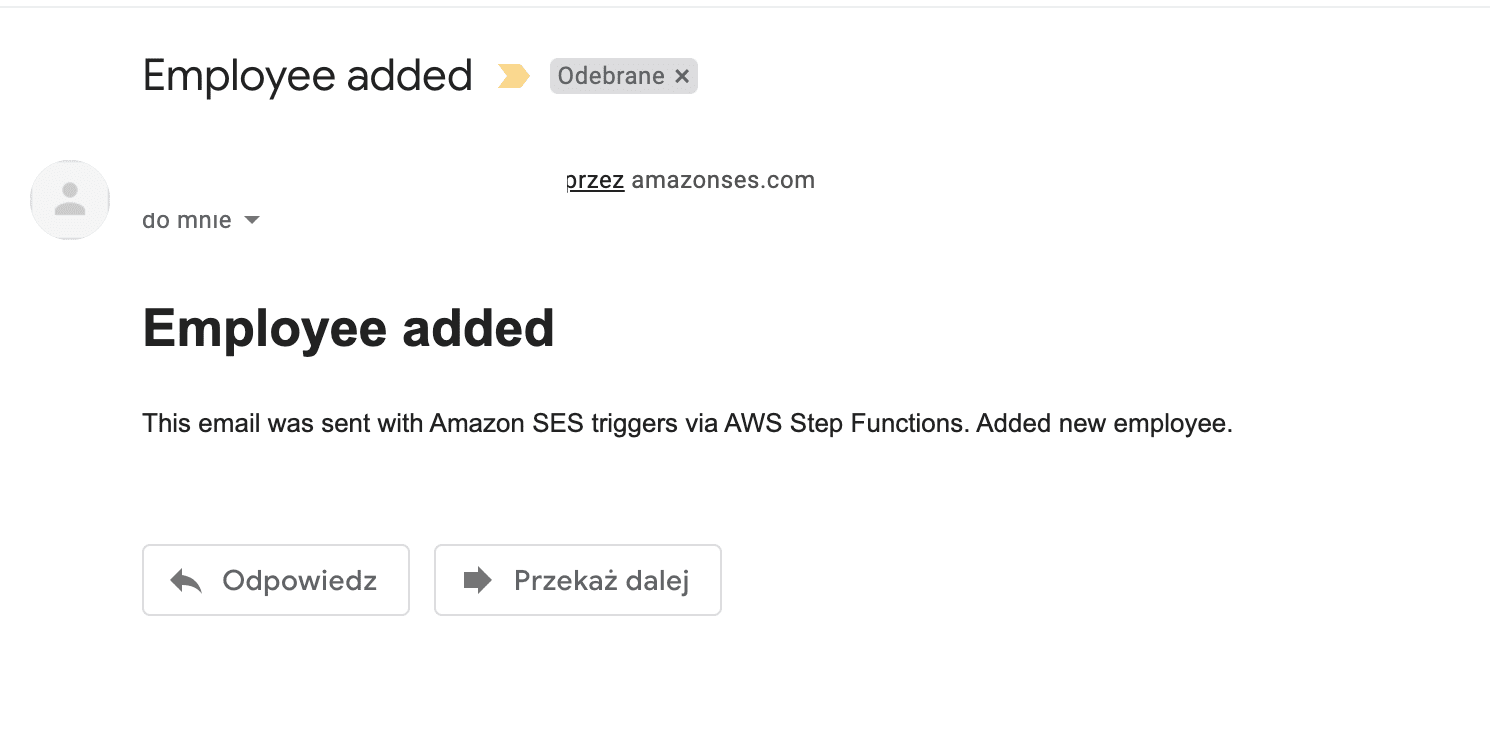 Employee added Odebrane ×
przez amazonses.com
do mnie
Employee added
This email was sent with Amazon SES triggers via AWS Step Functions. Added new employee.
Odpowiedz Przekaż dalej